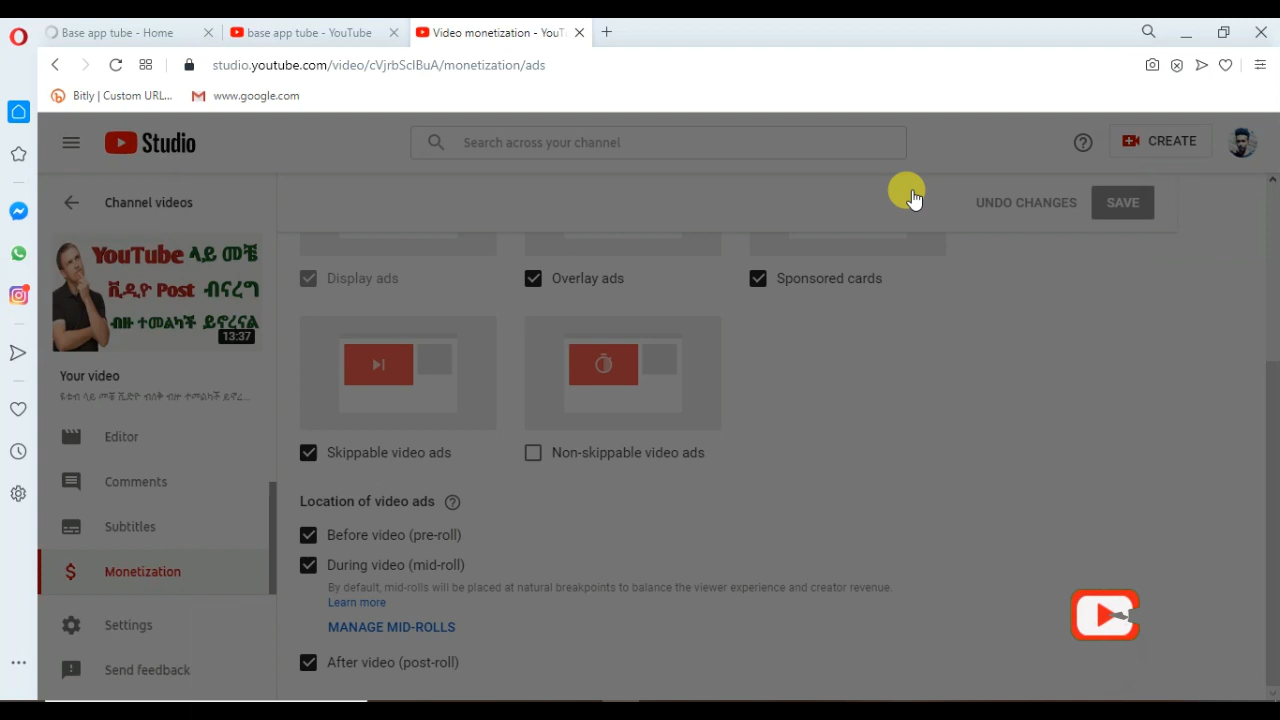 Base app tube - Home
base app tube - YouTube
Video monetization - YouT
studio.youtube.com/video/cVjrbSclBuA/monetization/ads
Bitly | Custom URL...
www.google.com
Studio
Search across your channel
CREATE
Channel videos
UNDO CHANGES
SAVE
YouTube ላይ መቼ
ቪዲዮ Post ብናረግ
ብዙ ተመልካች ይኖረናል
13:37
Display ads
Overlay ads
Sponsored cards
Your video
Skippable video ads
Non-skippable video ads
Editor
Comments
Subtitles
Monetization
Settings
Send feedback
Location of video ads
Before video (pre-roll)
During video (mid-roll)
By default, mid-rolls will be placed at natural breakpoints to balance the viewer experience and creator revenue.
Learn more
MANAGE MID-ROLLS
After video (post-roll)